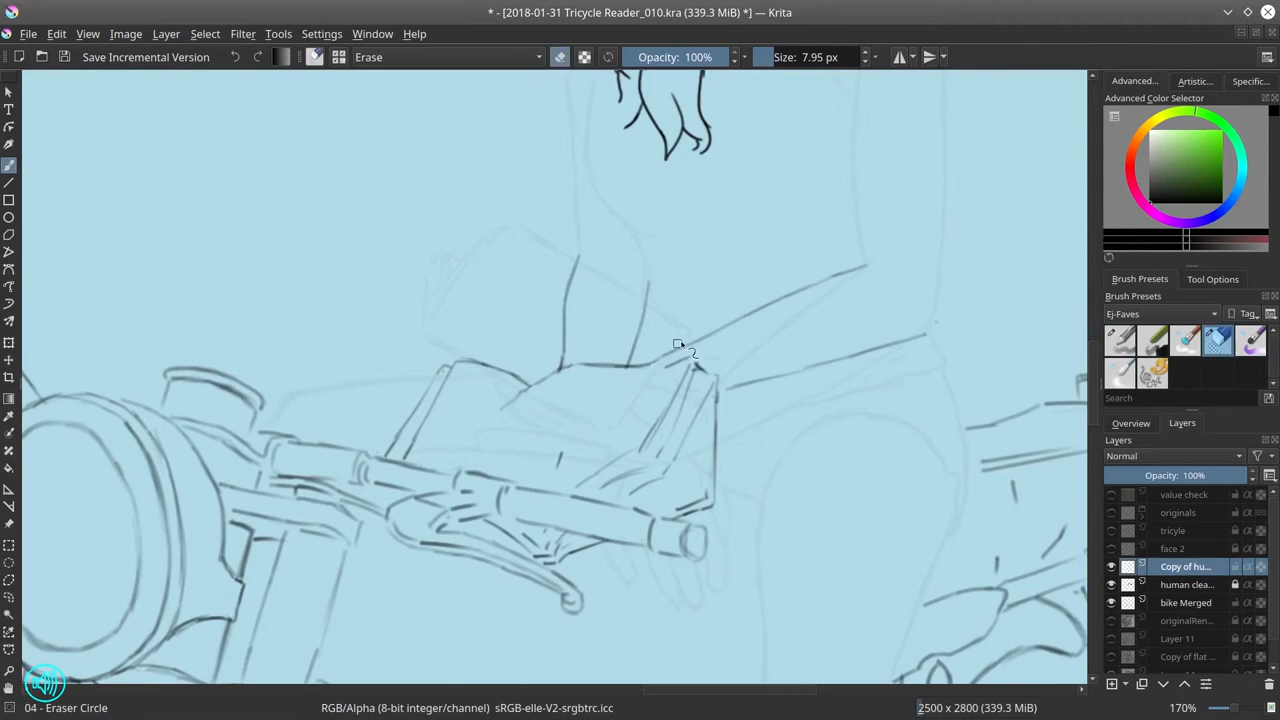 * - [2018-01-31 Tricycle Reader_010.kra (339.3 MiB) *] — Krita
File Edit View Image Layer Select Filter Tools Settings Window Help
Save Incremental Version Erase Opacity: 100% Size: 7.95 px
Advanced... Artistic... Specific...
Advanced Color Selector
Brush Presets Tool Options
Brush Presets
Ej-Faves Tag
Search
Overview Layers
Layers
Normal
Opacity: 100%
value check
originals
tricyle
face 2
Copy of hu...
human clea...
bike Merged
originalRen...
Layer 11
Copy of flat ...
04 - Eraser Circle RGB/Alpha (8-bit integer/channel) sRGB-elle-V2-srgbtrc.icc 2500 x 2800 (339.3 MiB) 170%